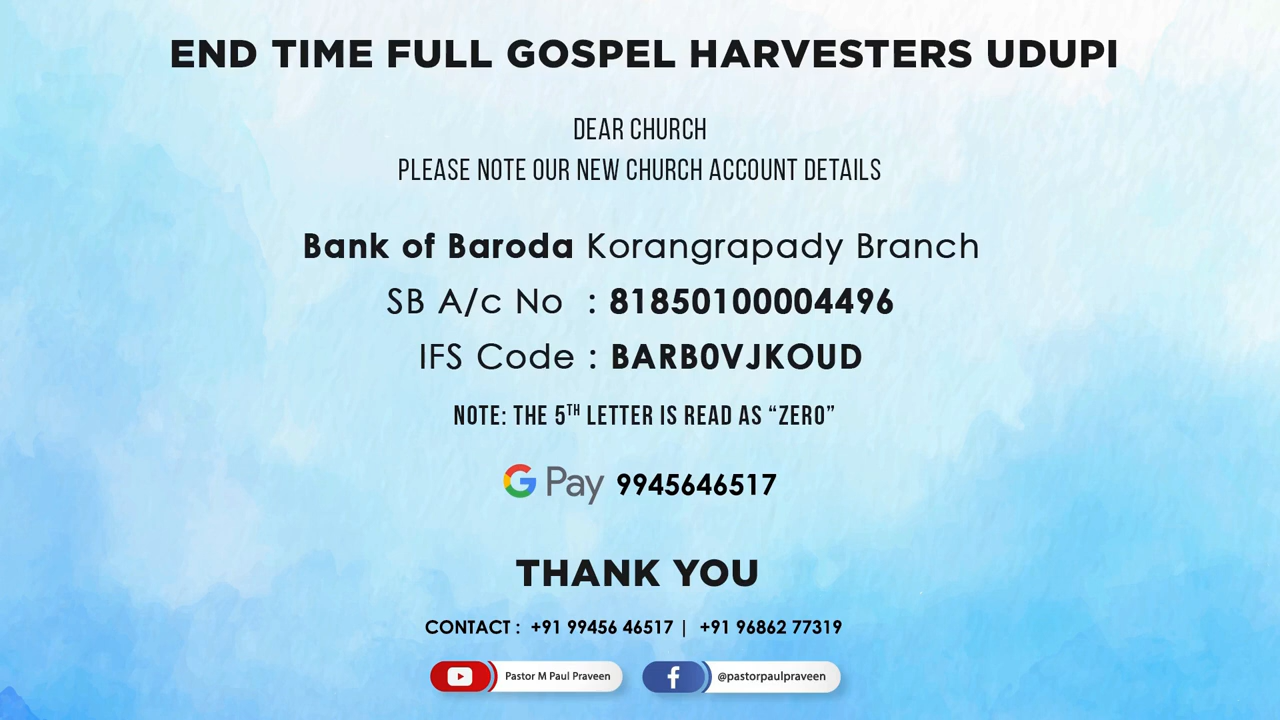 END TIME FULL GOSPEL HARVESTERS UDUPI
DEAR CHURCH
PLEASE NOTE OUR NEW CHURCH ACCOUNT DETAILS
Bank of Baroda Korangrapady Branch
SB A/c No : 81850100004496
IFS Code : BARB0VJKOUD
NOTE: THE 5TH LETTER IS READ AS “ZERO”
G Pay 9945646517
THANK YOU
CONTACT : +91 99456 46517 | +91 96862 77319
Pastor M Paul Praveen f @pastorpaulpraveen